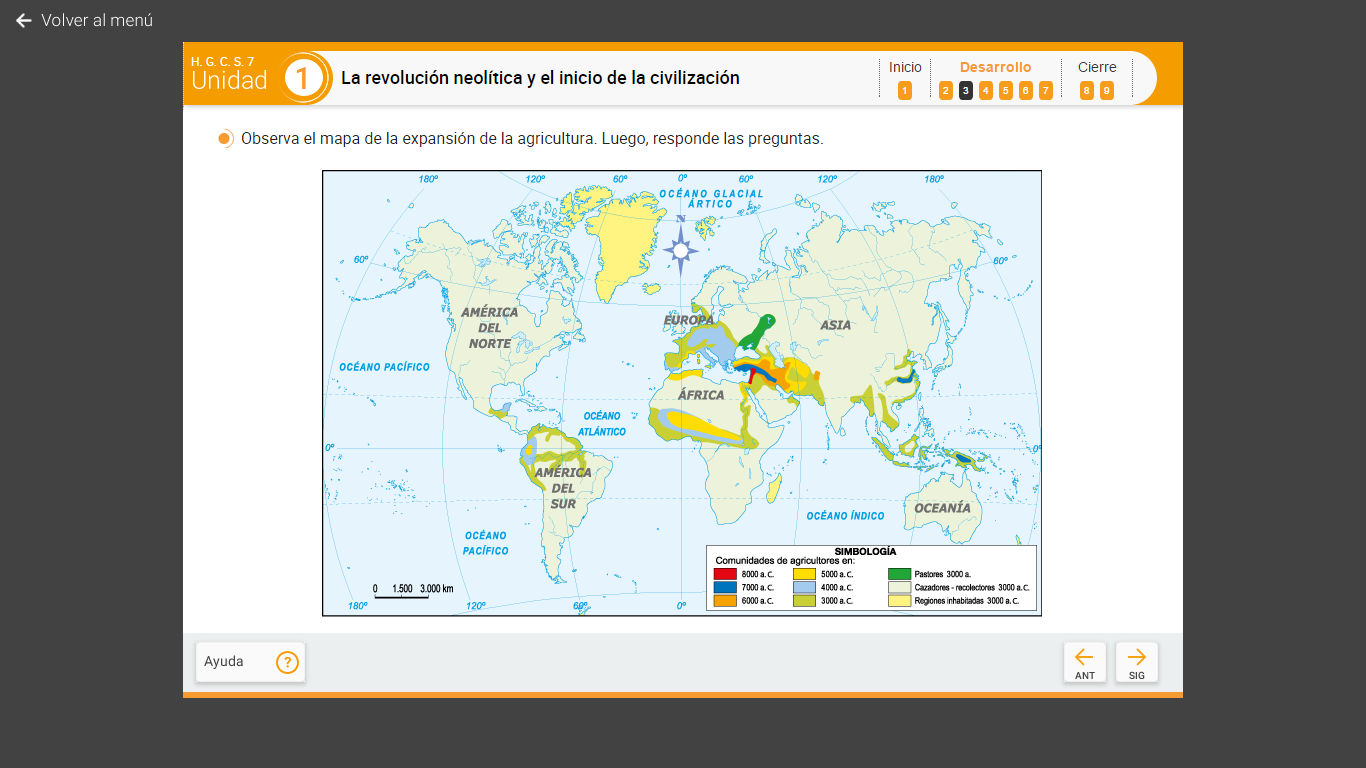 Volver al menú
H. G. C. S. 7
Unidad
1
La revolución neolítica y el inicio de la civilización
Inicio
Desarrollo
Cierre
1
2 3 4 5 6 7
8 9
Observa el mapa de la expansión de la agricultura. Luego, responde las preguntas.
180º 120º 60º 0º 60º 120º 180º
OCÉANO GLACIAL
ÁRTICO
N
60º
60º
AMÉRICA
DEL
NORTE
EUROPA
ASIA
OCÉANO PACÍFICO
ÁFRICA
OCÉANO
ATLÁNTICO
0º
0º
AMÉRICA
DEL
SUR
OCEANÍA
OCÉANO ÍNDICO
OCÉANO
PACÍFICO
0 1.500 3.000 km
180º 120º 60º 0º
SIMBOLOGÍA
Comunidades de agricultores en:
8000 a. C. 5000 a. C. Pastores 3000 a.
7000 a. C. 4000 a. C. Cazadores - recolectores 3000 a. C.
6000 a. C. 3000 a. C. Regiones inhabitadas 3000 a. C.
Ayuda
?
ANT
SIG